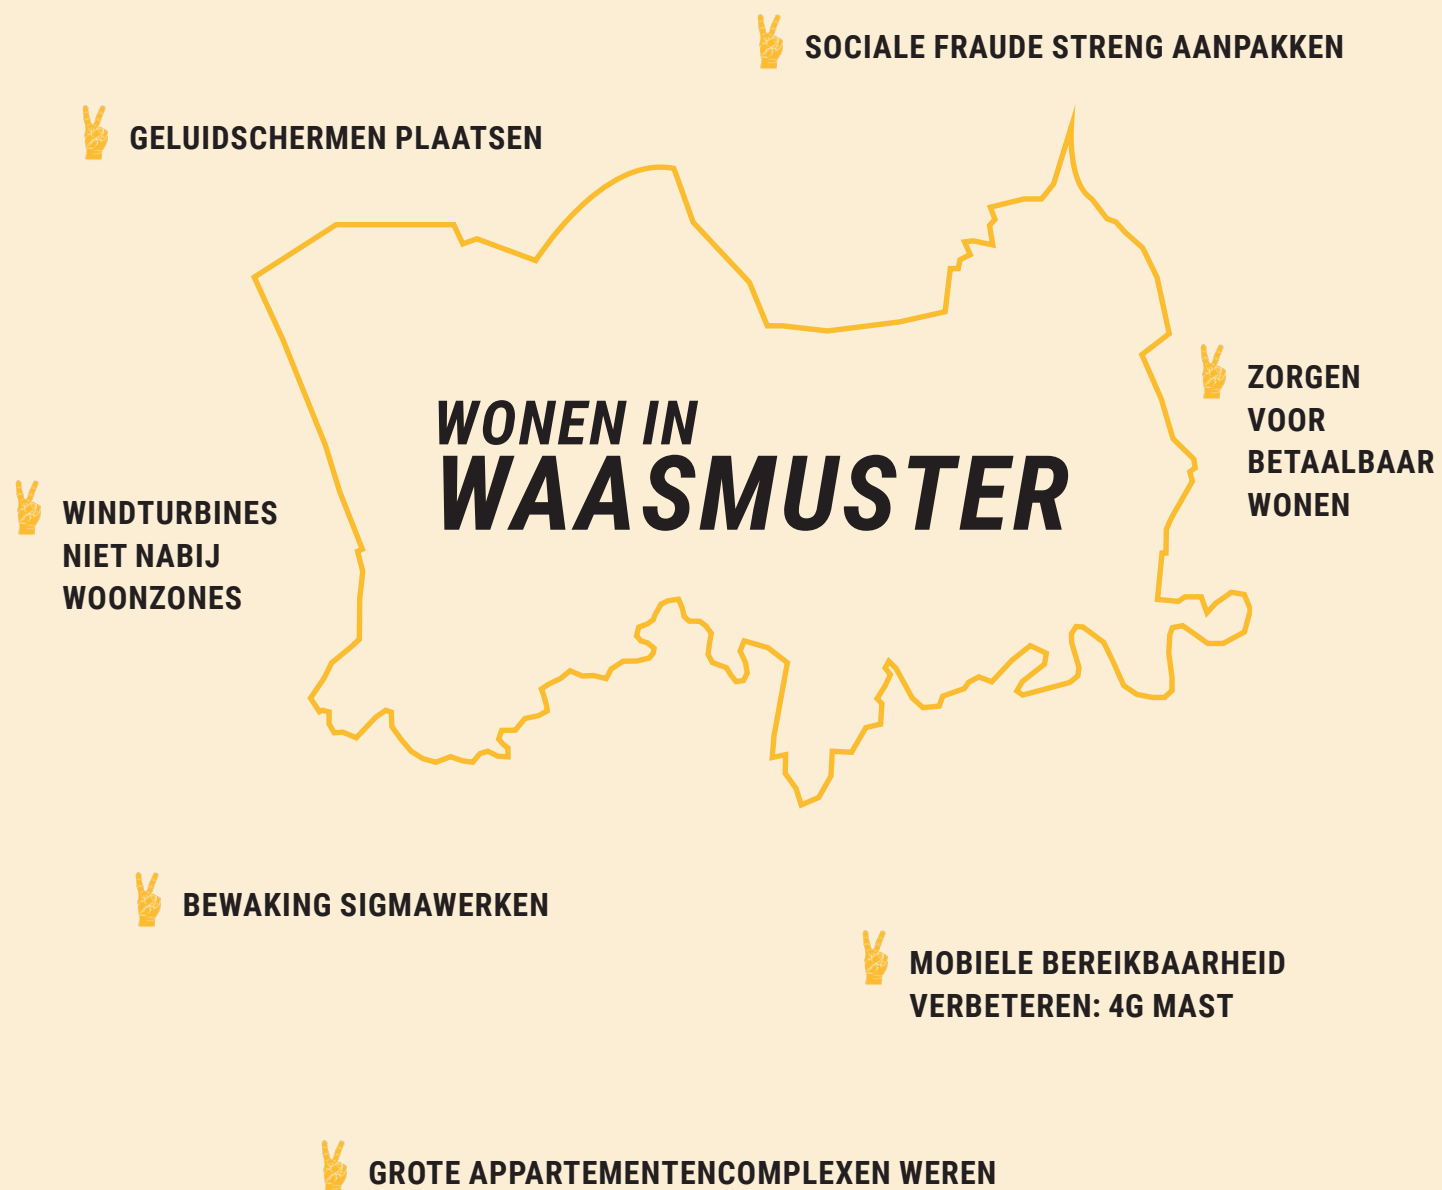 SOCIALE FRAUDE STRENG AANPAKKEN
GELUIDSCHERMEN PLAATSEN
ZORGEN
VOOR
BETAALBAAR
WONEN
WONEN IN
WAASMUSTER
WINDTURBINES
NIET NABIJ
WOONZONES
BEWAKING SIGMAWERKEN
MOBIELE BEREIKBAARHEID
VERBETEREN: 4G MAST
GROTE APPARTEMENTENCOMPLEXEN WEREN